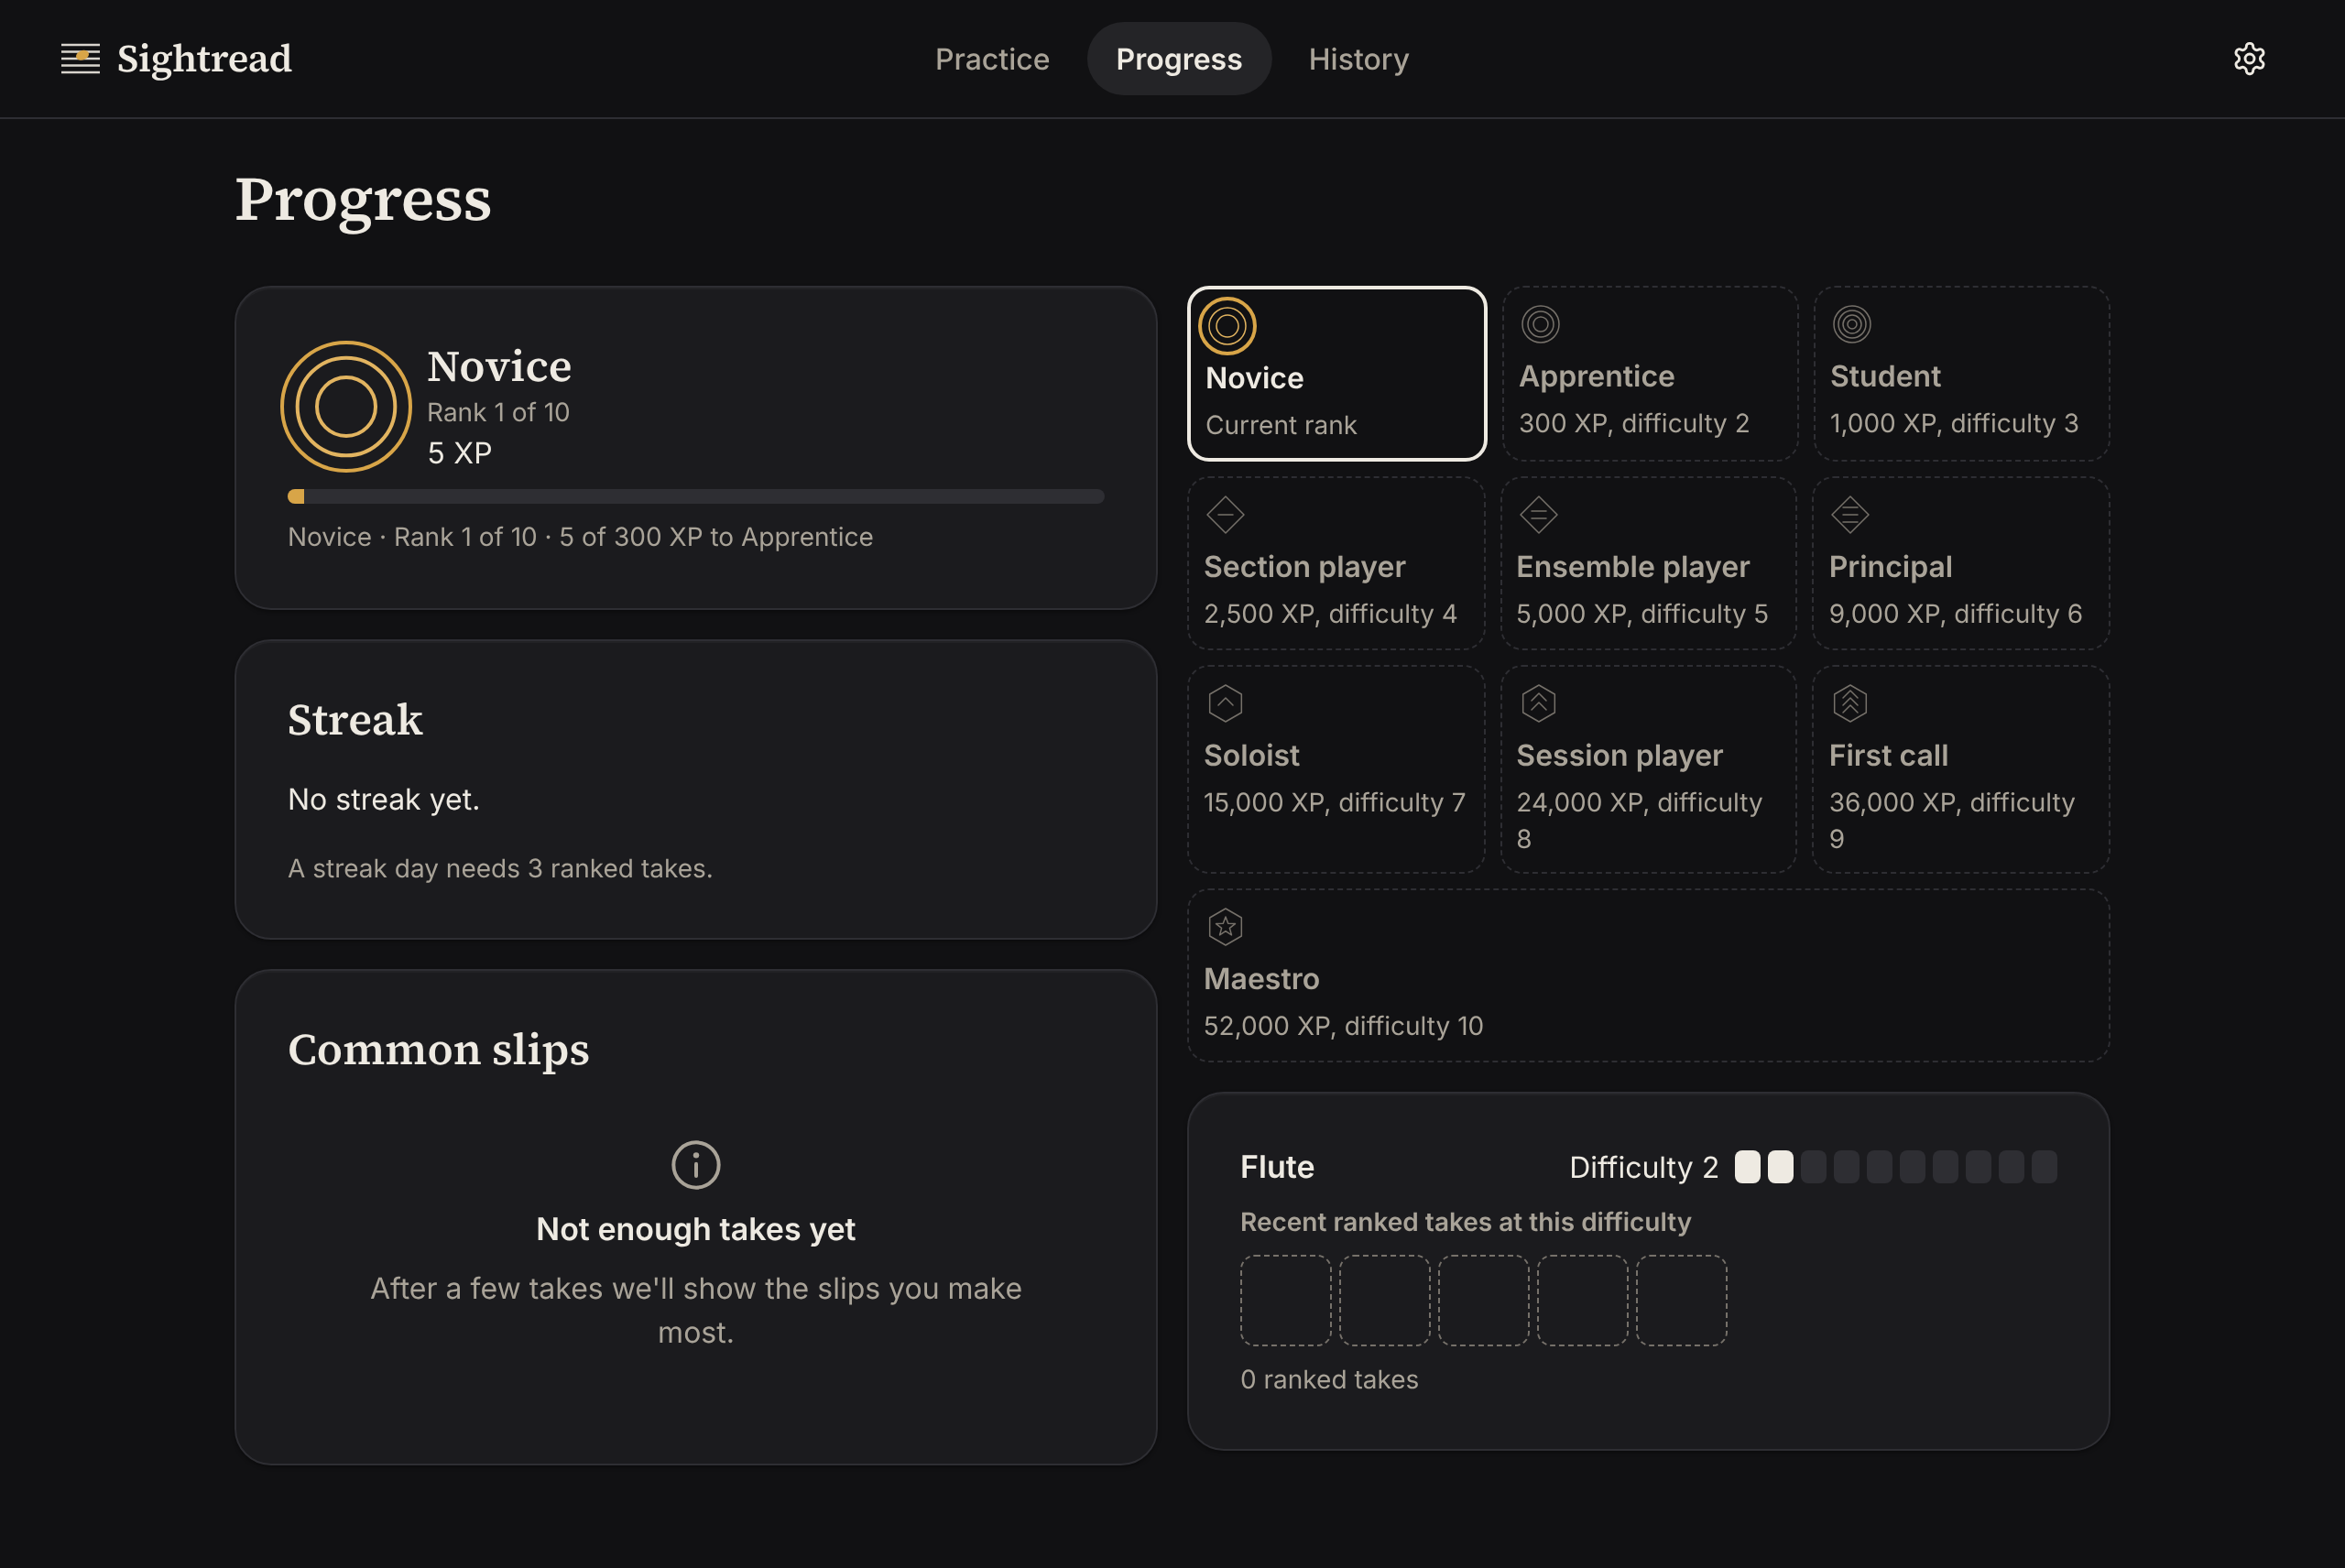 Sightread
Practice
Progress
History
Progress
Novice
Rank 1 of 10
5 XP
Novice · Rank 1 of 10 · 5 of 300 XP to Apprentice
Streak
No streak yet.
A streak day needs 3 ranked takes.
Common slips
Not enough takes yet
After a few takes we'll show the slips you make
most.
Novice
Current rank
Apprentice
300 XP, difficulty 2
Student
1,000 XP, difficulty 3
Section player
2,500 XP, difficulty 4
Ensemble player
5,000 XP, difficulty 5
Principal
9,000 XP, difficulty 6
Soloist
15,000 XP, difficulty 7
Session player
24,000 XP, difficulty
8
First call
36,000 XP, difficulty
9
Maestro
52,000 XP, difficulty 10
Flute
Difficulty 2
Recent ranked takes at this difficulty
0 ranked takes